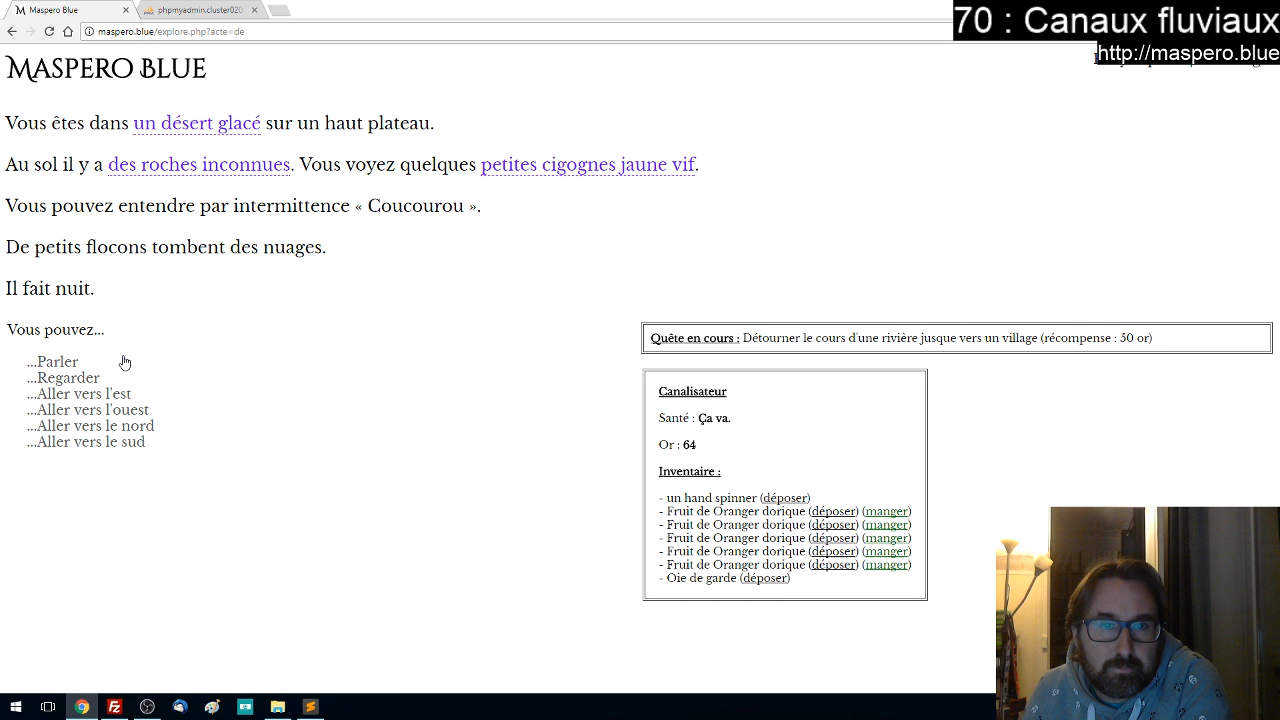 Maspero Blue
phpmyadmin.cluster020.
maspero.blue/explore.php?acte=de
70 : Canaux fluviaux
http://maspero.blue
Maspero Blue
Vous êtes dans un désert glacé sur un haut plateau.
Au sol il y a des roches inconnues. Vous voyez quelques petites cigognes jaune vif.
Vous pouvez entendre par intermittence « Coucourou ».
De petits flocons tombent des nuages.
Il fait nuit.
Vous pouvez...
...Parler
...Regarder
...Aller vers l'est
...Aller vers l'ouest
...Aller vers le nord
...Aller vers le sud
Quête en cours : Détourner le cours d'une rivière jusque vers un village (récompense : 50 or)
Canalisateur
Santé : Ça va.
Or : 64
Inventaire :
- un hand spinner (déposer)
- Fruit de Oranger dorique (déposer) (manger)
- Fruit de Oranger dorique (déposer) (manger)
- Fruit de Oranger dorique (déposer) (manger)
- Fruit de Oranger dorique (déposer) (manger)
- Fruit de Oranger dorique (déposer) (manger)
- Oie de garde (déposer)